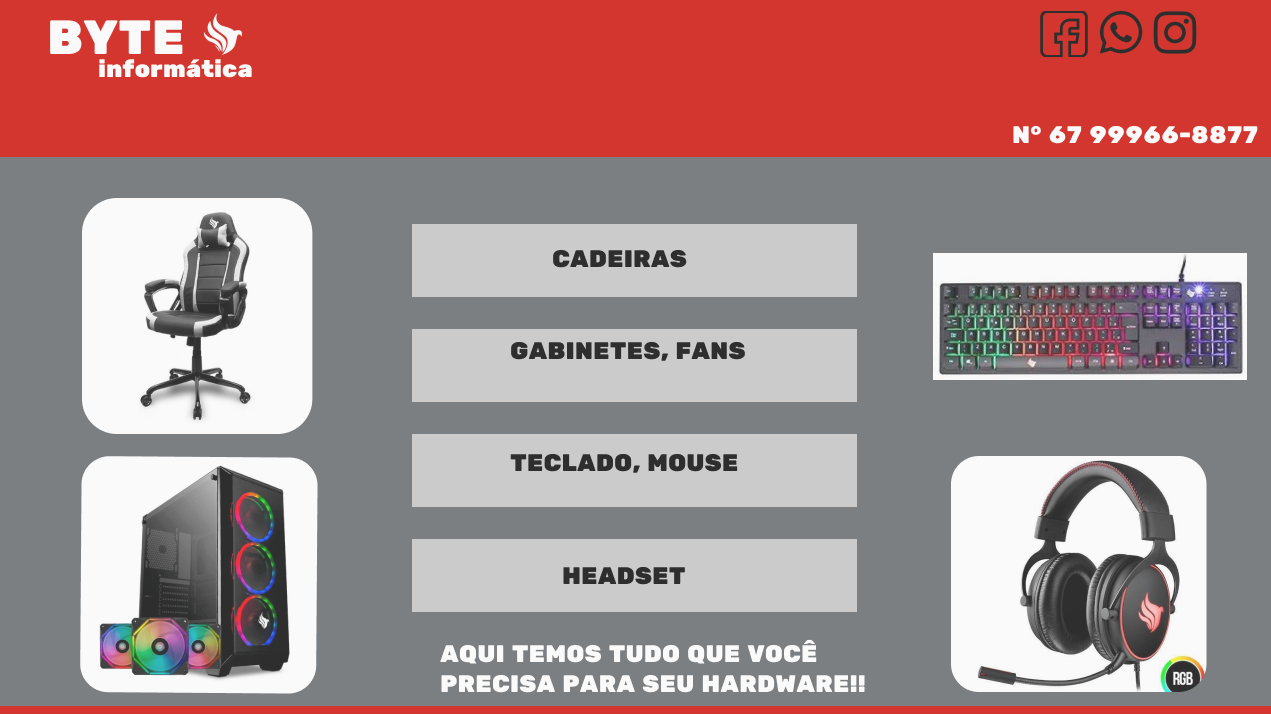 BYTE
informática
Nº 67 99966-8877
CADEIRAS
GABINETES, FANS
TECLADO, MOUSE
HEADSET
AQUI TEMOS TUDO QUE VOCÊ
PRECISA PARA SEU HARDWARE!!
RGB